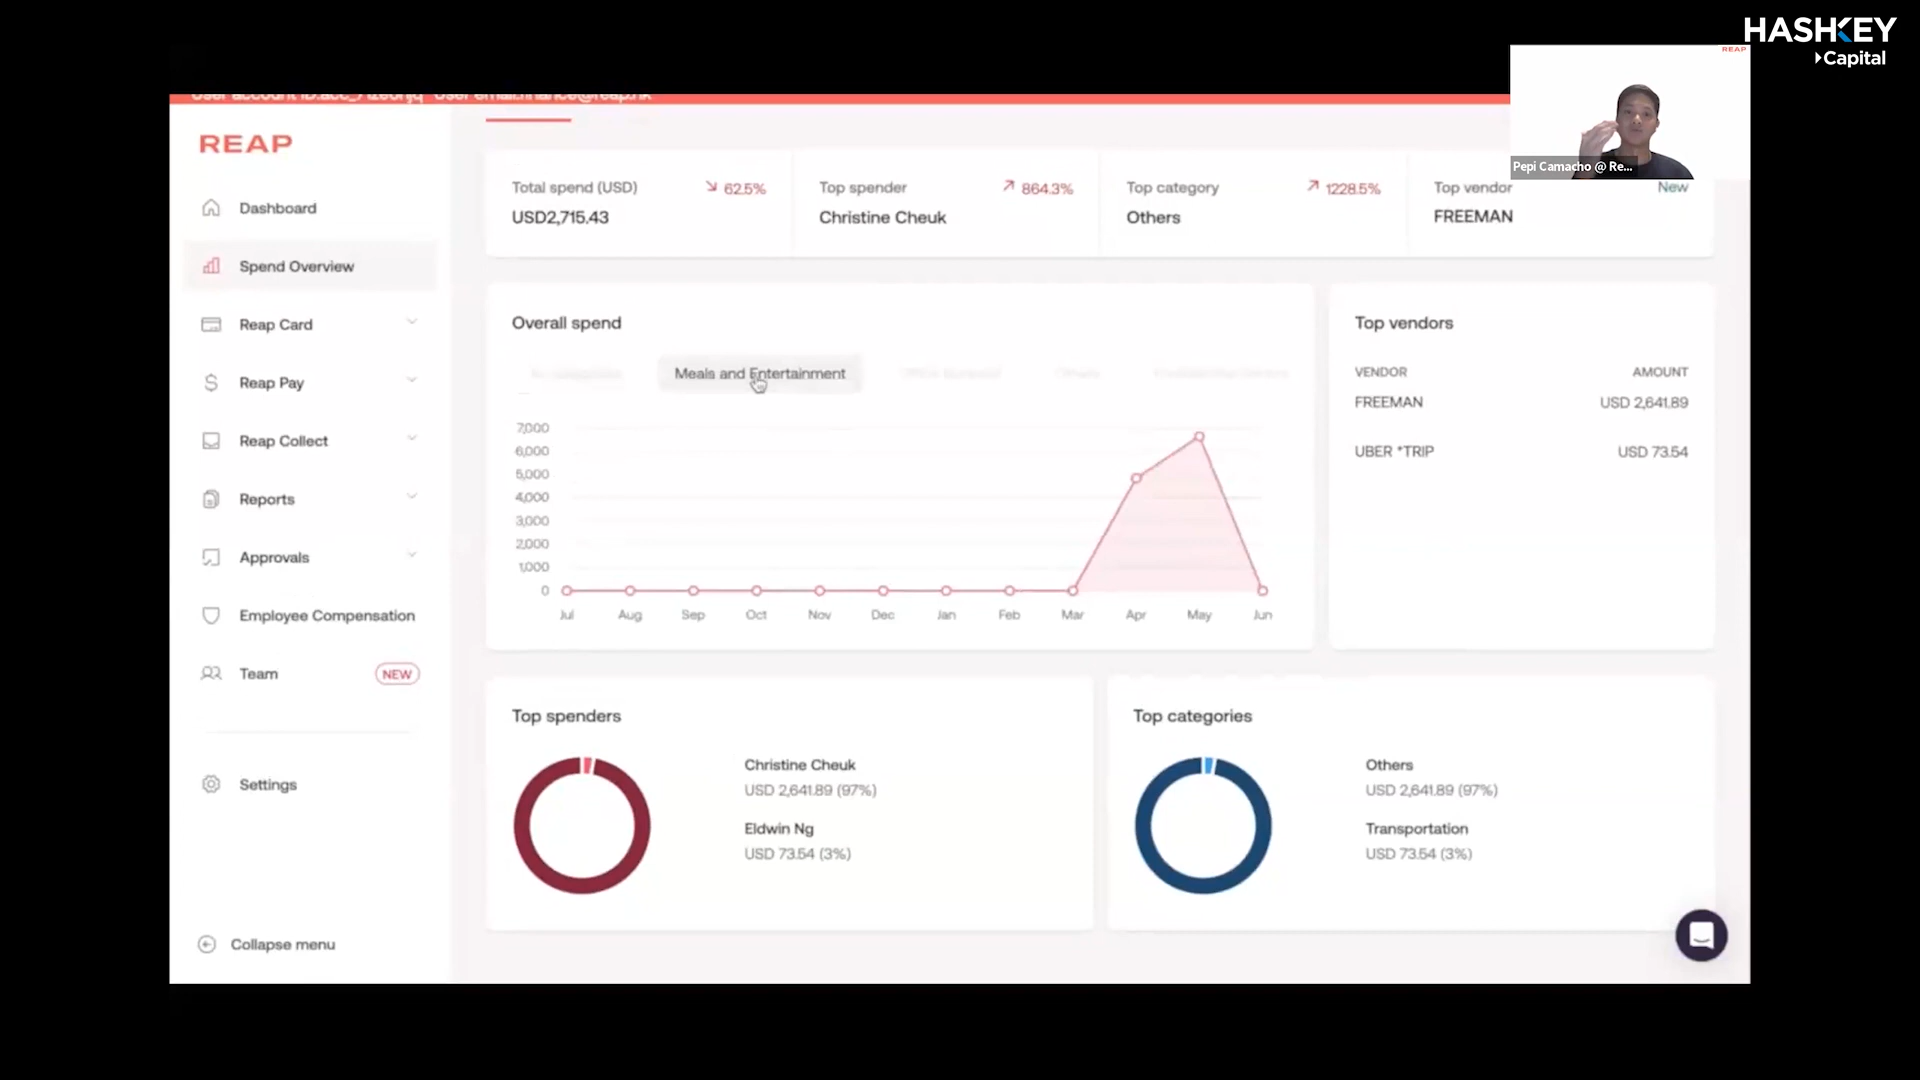 HASHKEY
Capital
REAP
Pepi Camacho @ Re...
REAP
Dashboard
Spend Overview
Reap Card
Reap Pay
Reap Collect
Reports
Approvals
Employee Compensation
Team NEW
Settings
Collapse menu
Total spend (USD) 62.5%
USD2,715.43
Top spender 864.3%
Christine Cheuk
Top category 1228.5%
Others
Top vendor New
FREEMAN
Overall spend
Meals and Entertainment
Others
7,000
6,000
5,000
4,000
3,000
2,000
1,000
0
Jul Aug Sep Oct Nov Dec Jan Feb Mar Apr May Jun
Top vendors
VENDOR AMOUNT
FREEMAN USD 2,641.89
UBER *TRIP USD 73.54
Top spenders
Christine Cheuk
USD 2,641.89 (97%)
Eldwin Ng
USD 73.54 (3%)
Top categories
Others
USD 2,641.89 (97%)
Transportation
USD 73.54 (3%)